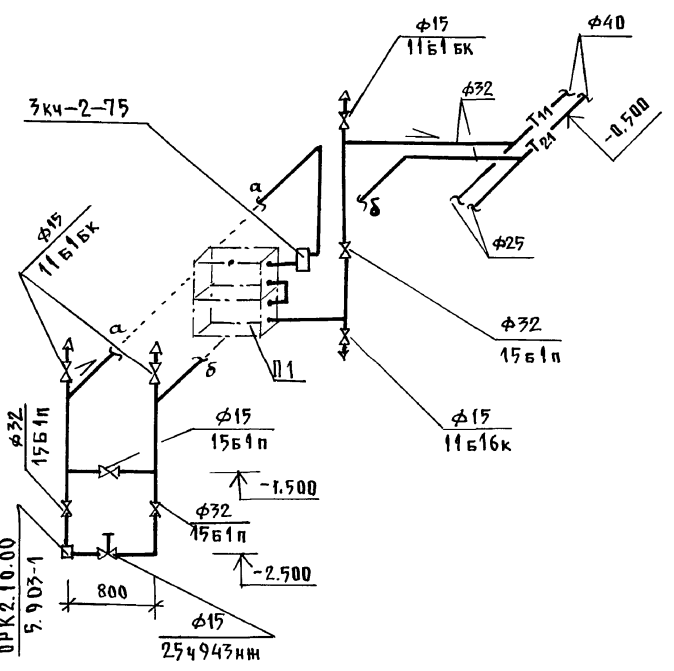 ф15
11Б1бк
ф40
ф32
Т11
Т21
-0,500
3кч-2-75
а
б
ф25
ф15
11Б1бк
а
б
П1
ф32
15Б1п
ф15
11Б16к
ф32
15Б1п
ф15
15Б1п
-1.500
ф32
15Б1п
-2.500
ОРК2.10.00
5.903-1
800
ф15
25ч943нж